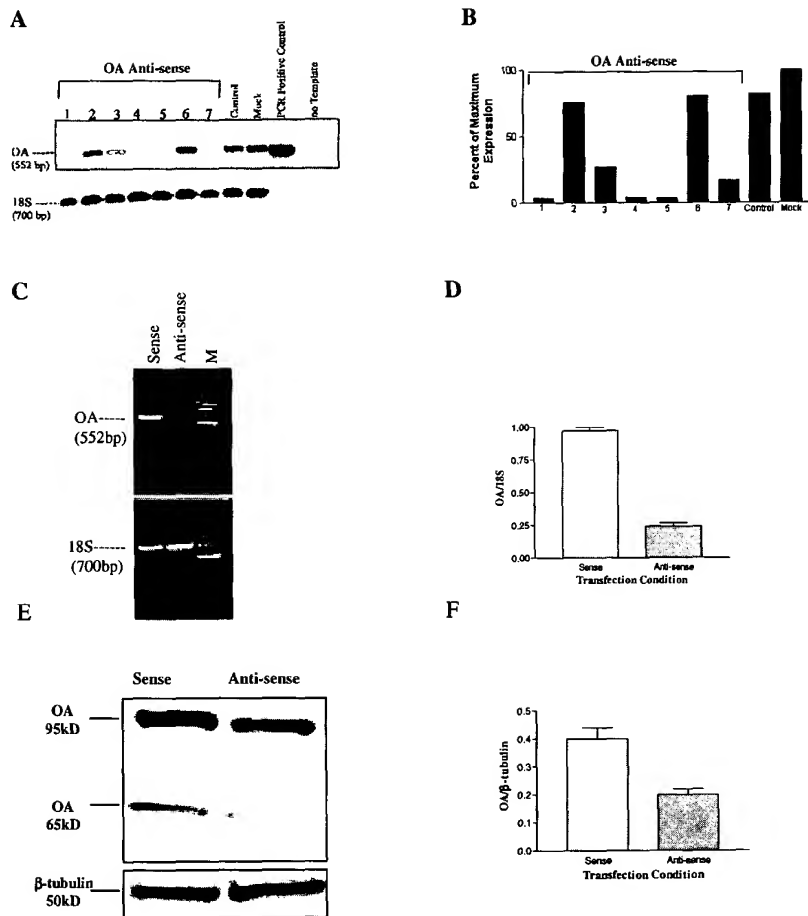 A
OA Anti-sense
1 2 3 4 5 6 7 Control Mock PCR Positive Control no Template
OA
(552 bp)
18S
(700 bp)
B
OA Anti-sense
Percent of Maximum
Expression
100
50
0
1 2 3 4 5 6 7 Control Mock
C
Sense Anti-sense M
OA
(552bp)
18S
(700bp)
D
OA/18S
1.00
0.75
0.50
0.25
0.00
Sense Anti-sense
Transfection Condition
E
Sense Anti-sense
OA
95kD
OA
65kD
β-tubulin
50kD
F
OA/β-tubulin
0.5
0.4
0.3
0.2
0.1
0.0
Sense Anti-sense
Transfection Condition